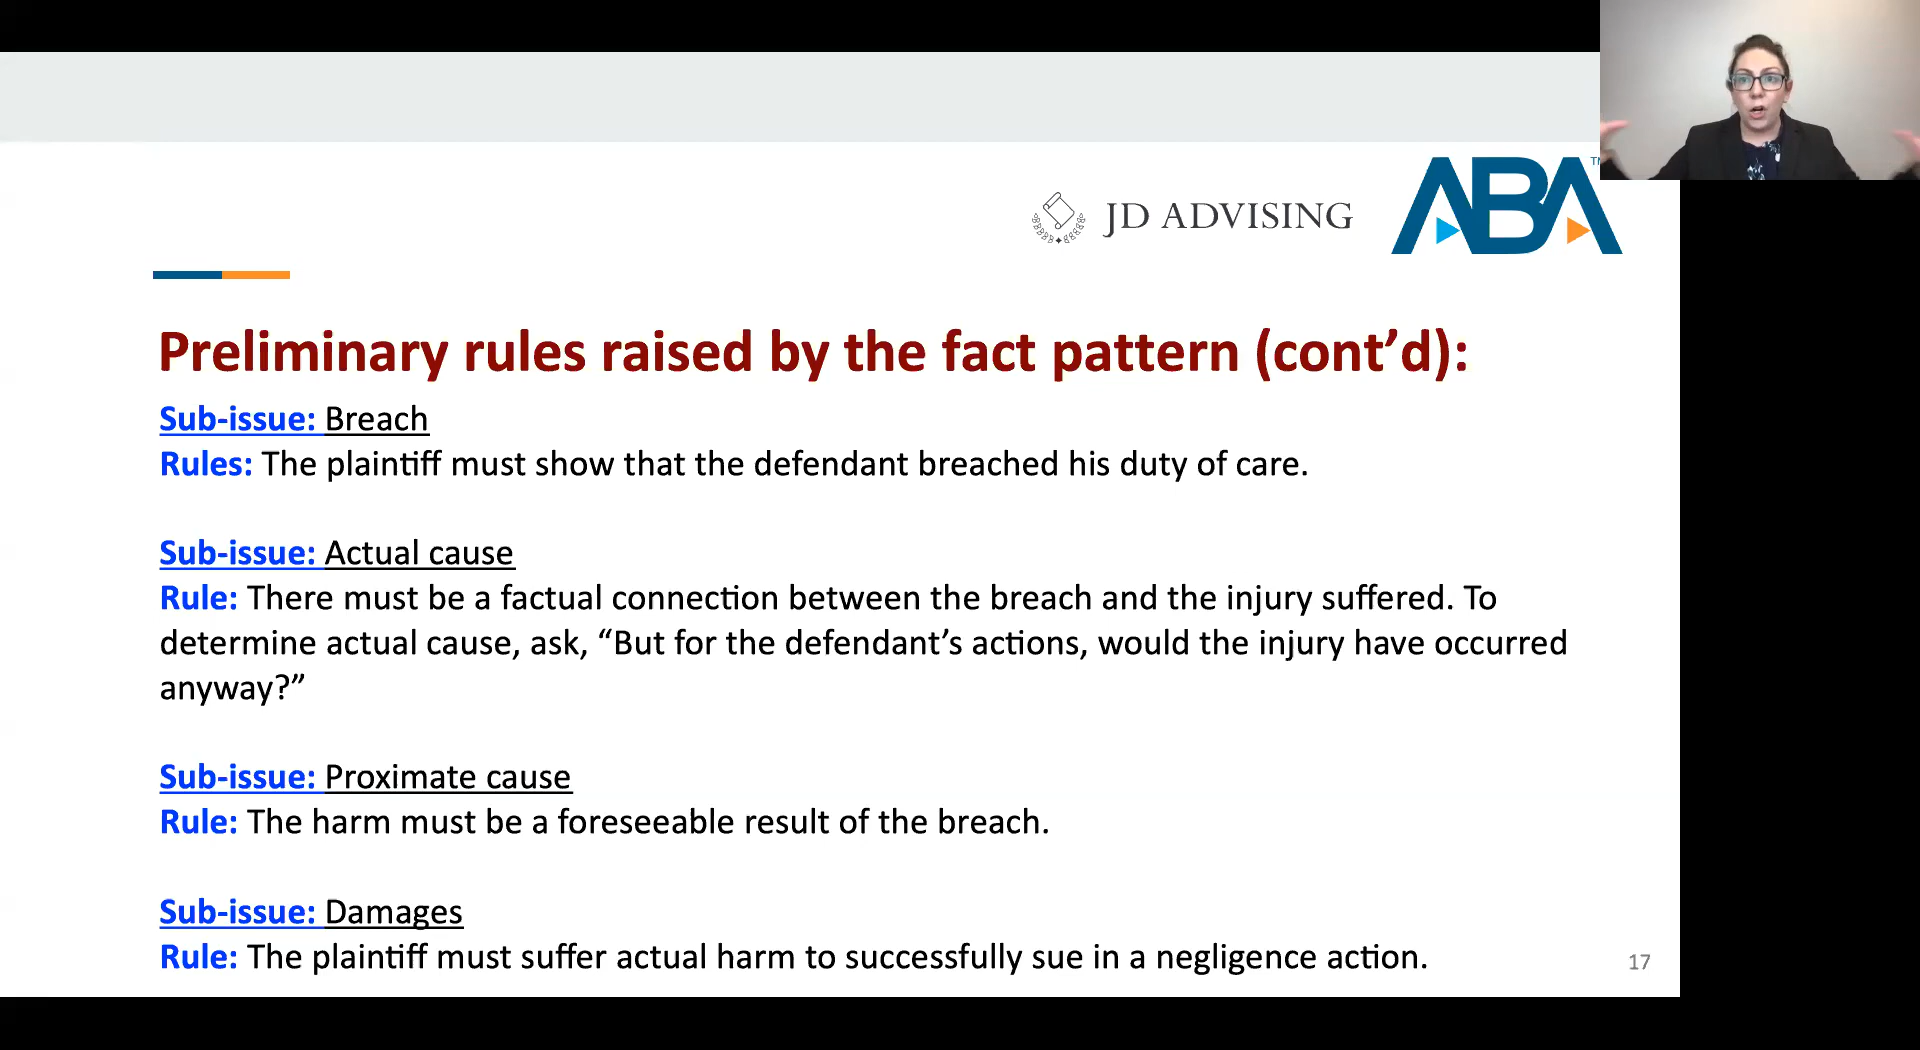 JD ADVISING
ABA
TM
Preliminary rules raised by the fact pattern (cont’d):
Sub-issue: Breach
Rules: The plaintiff must show that the defendant breached his duty of care.
Sub-issue: Actual cause
Rule: There must be a factual connection between the breach and the injury suffered. To
determine actual cause, ask, “But for the defendant’s actions, would the injury have occurred
anyway?”
Sub-issue: Proximate cause
Rule: The harm must be a foreseeable result of the breach.
Sub-issue: Damages
Rule: The plaintiff must suffer actual harm to successfully sue in a negligence action.
17